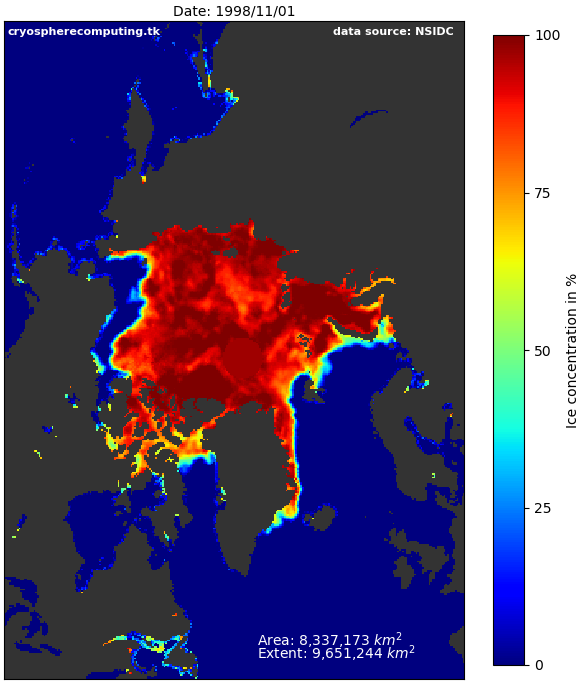 Date: 1998/11/01
cryospherecomputing.tk
data source: NSIDC
100
75
50
25
0
Ice concentration in %
Area: 8,337,173 km²
Extent: 9,651,244 km²